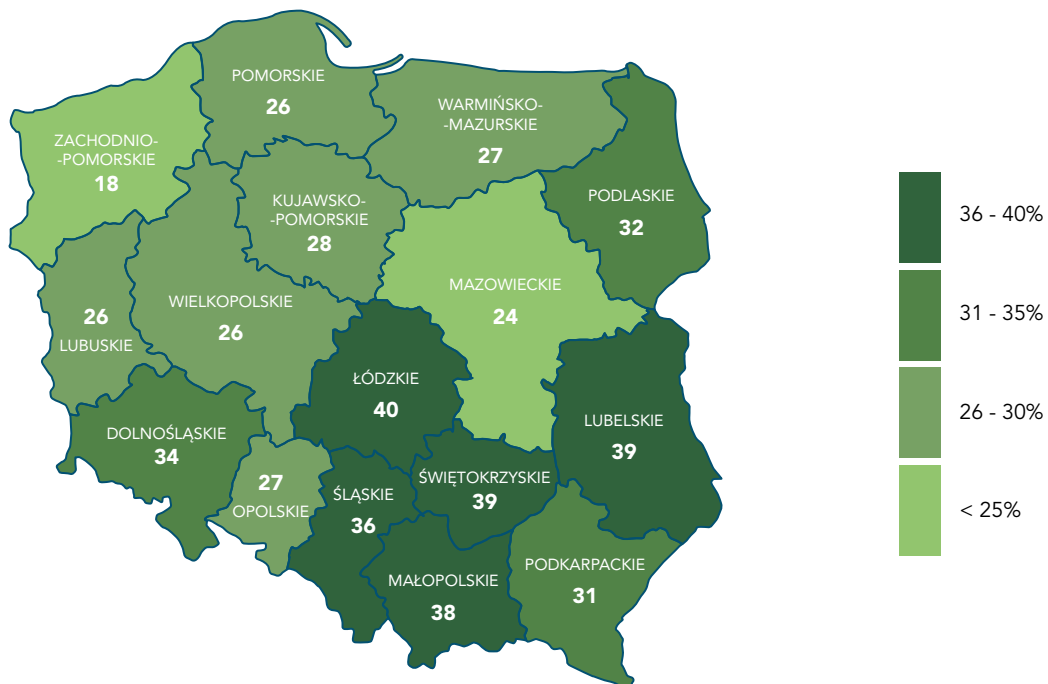 POMORSKIE
26
WARMIŃSKO-
-MAZURSKIE
27
ZACHODNIO-
-POMORSKIE
18
PODLASKIE
32
KUJAWSKO-
-POMORSKIE
28
MAZOWIECKIE
24
WIELKOPOLSKIE
26
26
LUBUSKIE
ŁÓDZKIE
40
LUBELSKIE
39
DOLNOŚLĄSKIE
34
27
OPOLSKIE
ŚLĄSKIE
36
ŚWIĘTOKRZYSKIE
39
MAŁOPOLSKIE
38
PODKARPACKIE
31
36 - 40%
31 - 35%
26 - 30%
< 25%